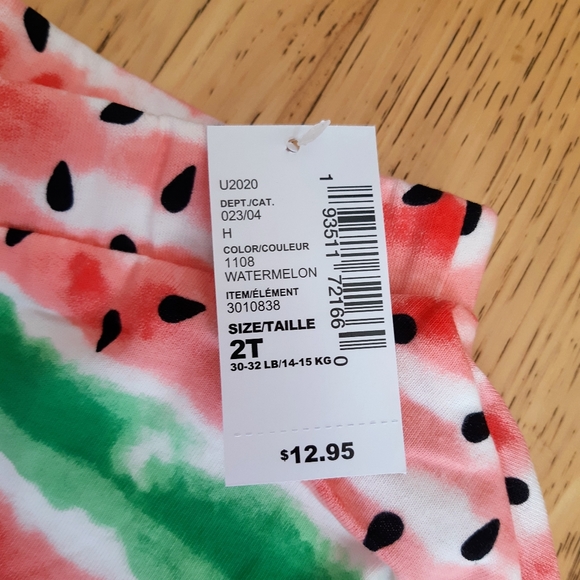 U2020
DEPT./CAT.
023/04
H
COLOR/COULEUR
1108
WATERMELON
ITEM/ELÉMENT
3010838
SIZE/TAILLE
2T
30-32 LB/14-15 KG
1 93511 72166 0
$12.95